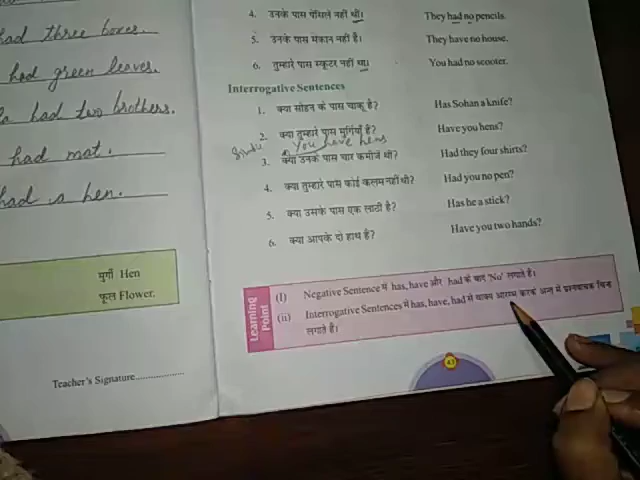 had three boxes.
had green leaves.
had two brothers.
had mat.
had a hen.
मुर्गी Hen
फूल Flower.
Teacher's Signature...................
4. उनके पास पेंसिलें नहीं थीं। They had no pencils.
5. उनके पास मकान नहीं है। They have no house.
6. तुम्हारे पास स्कूटर नहीं था। You had no scooter.
Interrogative Sentences
1. क्या सोहन के पास चाकू है? Has Sohan a knife?
2. क्या तुम्हारे पास मुर्गियाँ हैं? Have you hens?
You have hens
3. क्या उनके पास चार कमीजें थीं? Had they four shirts?
4. क्या तुम्हारे पास कोई कलम नहीं थी? Had you no pen?
5. क्या उसके पास एक लाठी है? Has he a stick?
6. क्या आपके दो हाथ हैं? Have you two hands?
Learning Point
(I) Negative Sentence में has, have और had के बाद 'No' लगाते हैं।
(ii) Interrogative Sentences में has, have, had से वाक्य आरम्भ करके अन्त में प्रश्नवाचक चिन्ह
लगाते हैं।
43